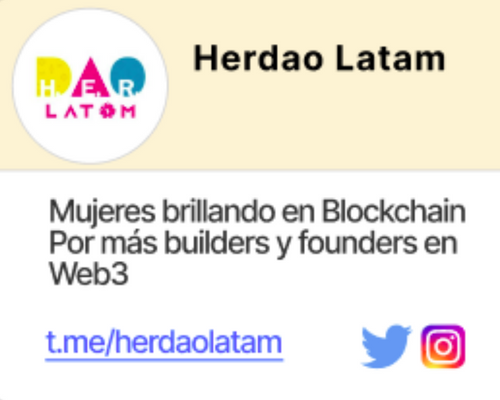 DAO
H.E.R.
LATAM
Herdao Latam
Mujeres brillando en Blockchain
Por más builders y founders en
Web3
t.me/herdaolatam